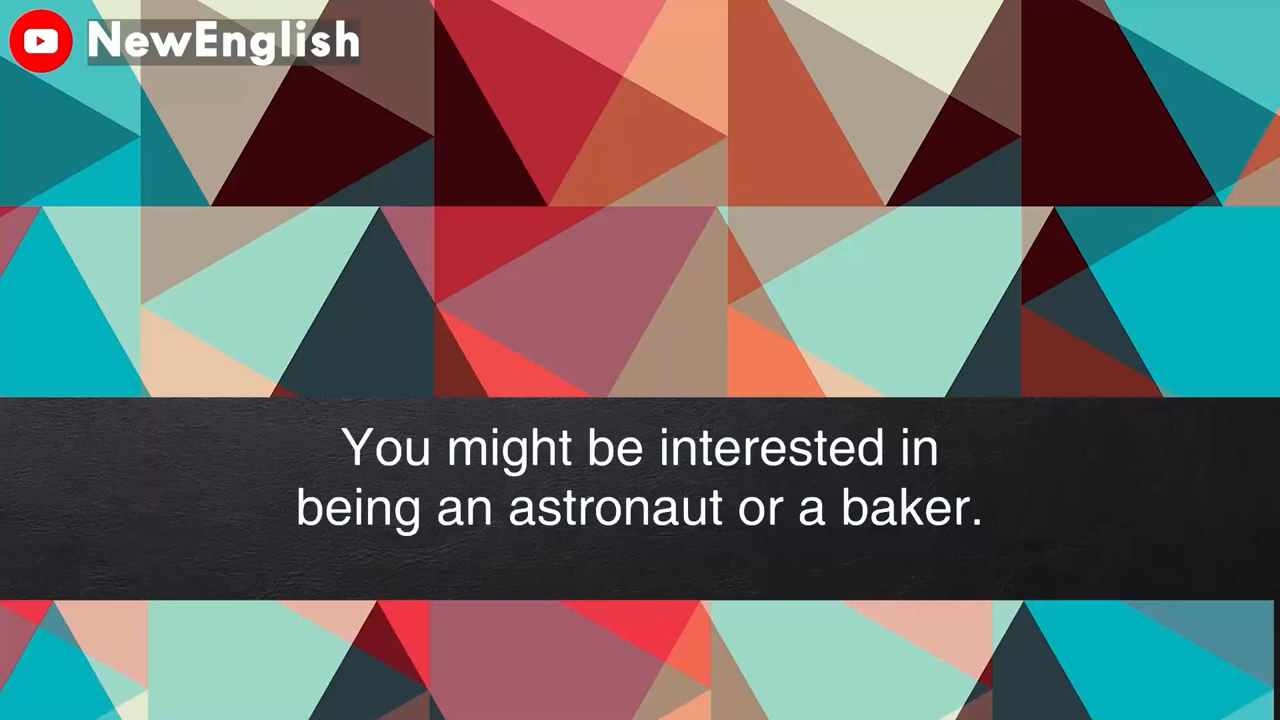 NewEnglish
You might be interested in
being an astronaut or a baker.